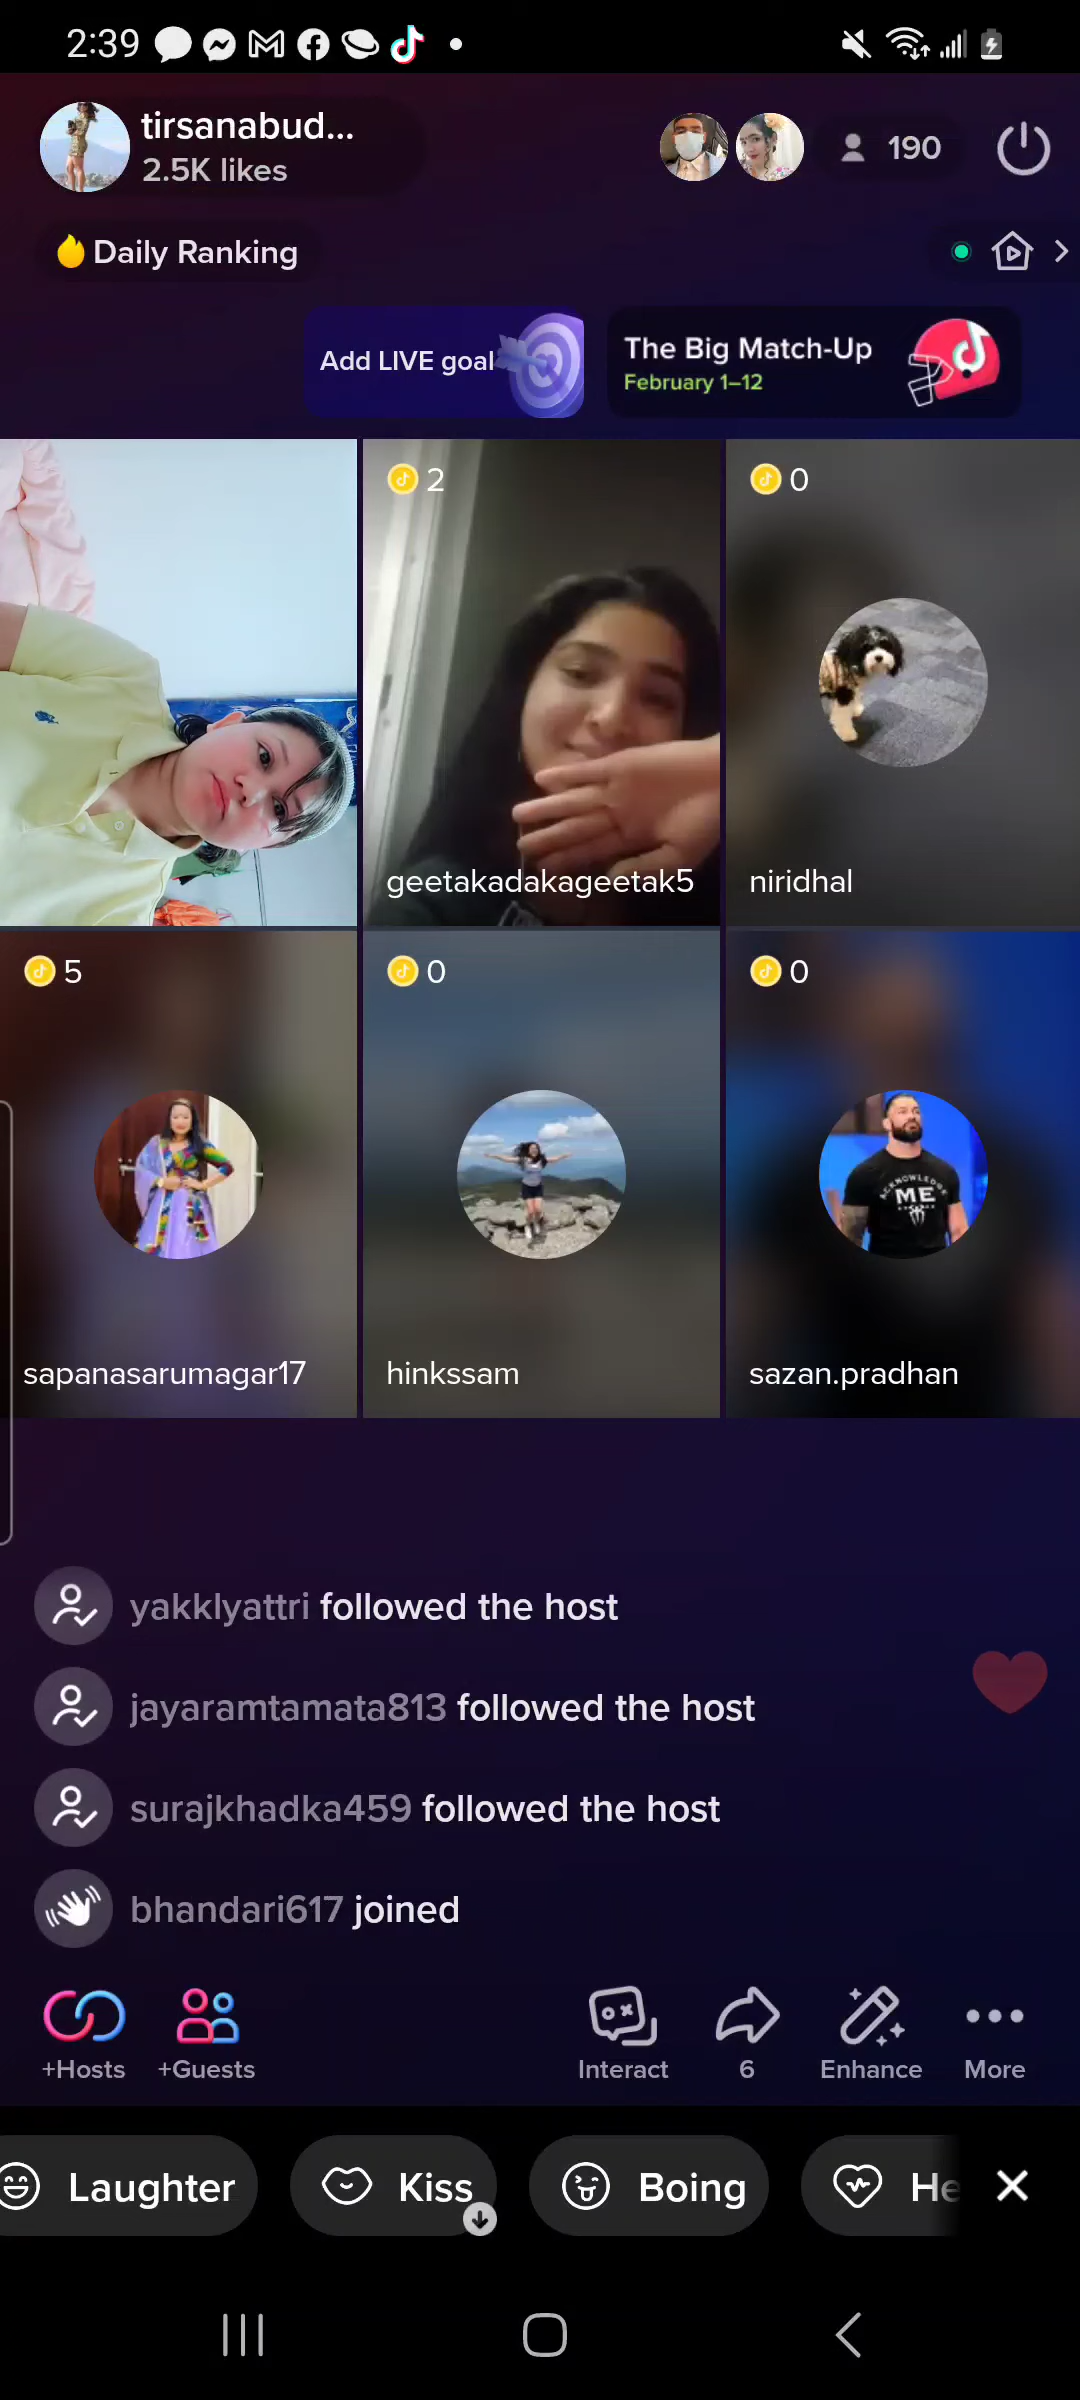 2:39
tirsanabud...
2.5K likes
190
Daily Ranking
Add LIVE goal
The Big Match-Up
February 1–12
2
0
geetakadakageetak5
niridhal
5
0
0
ACKNOWLEDGE
ME
sapanasarumagar17
hinkssam
sazan.pradhan
yakklyattri followed the host
jayaramtamata813 followed the host
surajkhadka459 followed the host
bhandari617 joined
+Hosts
+Guests
Interact
6
Enhance
More
Laughter
Kiss
Boing
He